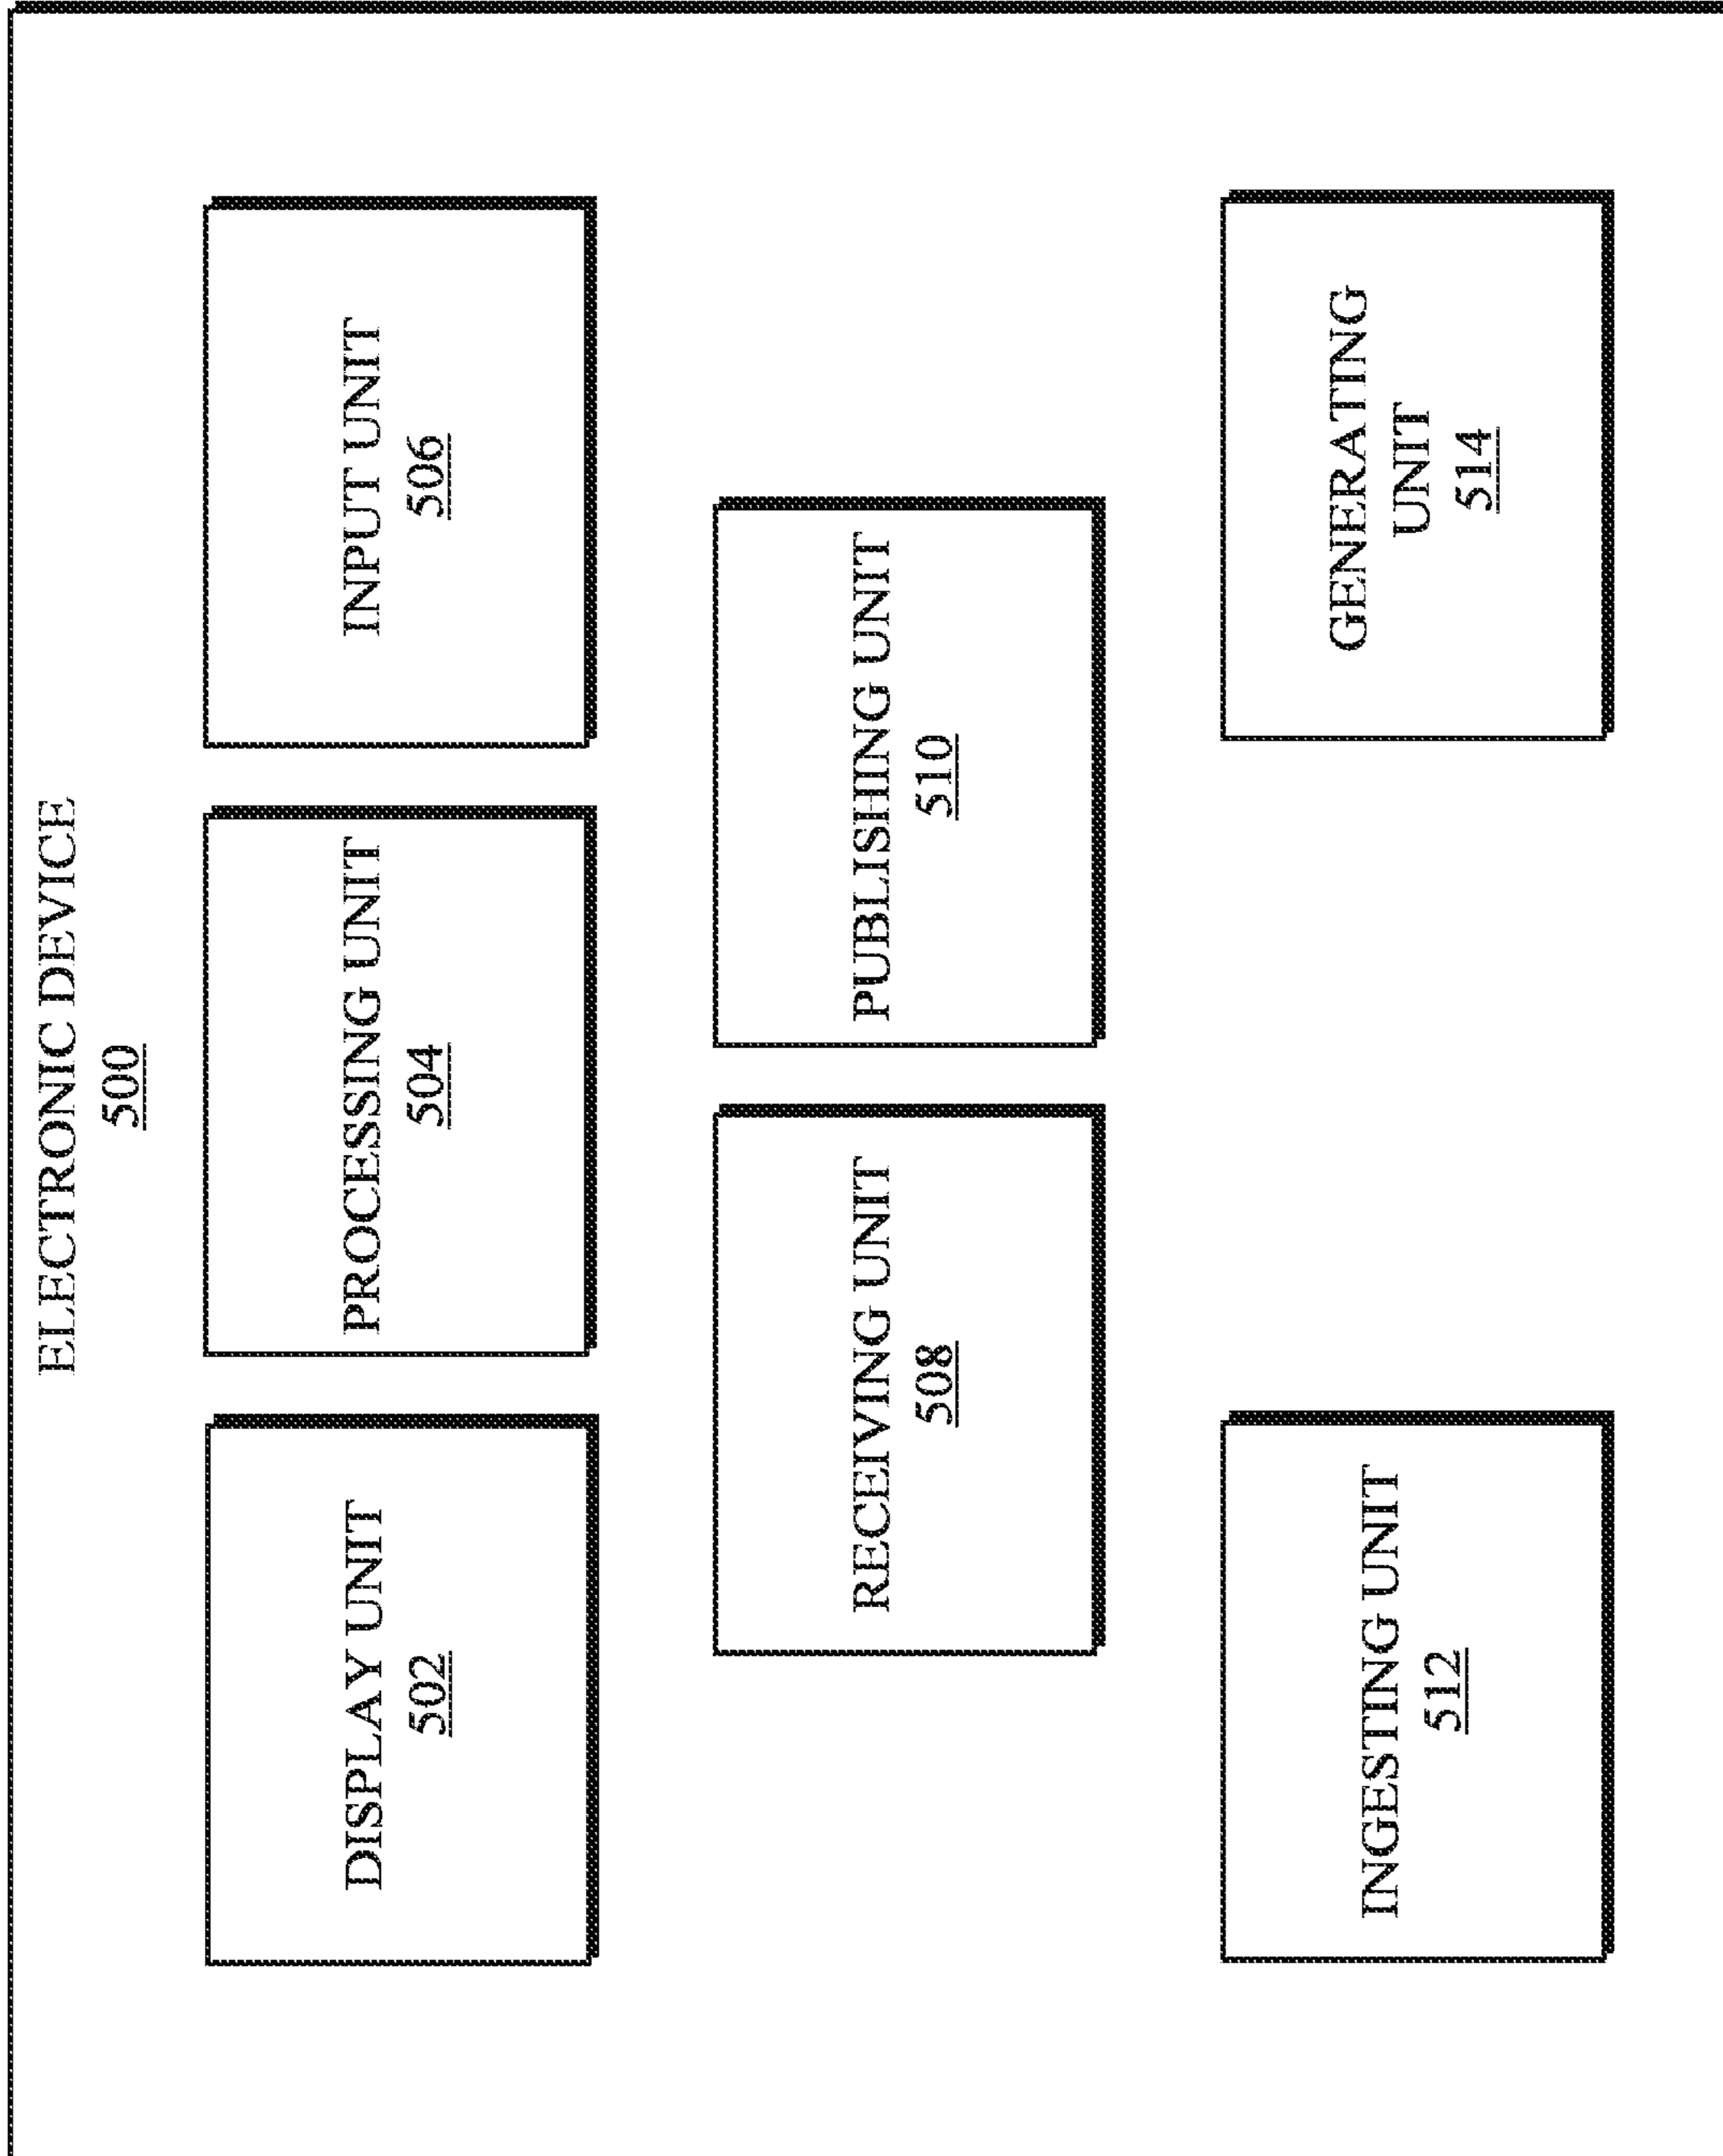 ELECTRONIC DEVICE
500
DISPLAY UNIT
502
PROCESSING UNIT
504
INPUT UNIT
506
RECEIVING UNIT
508
PUBLISHING UNIT
510
INGESTING UNIT
512
GENERATING
UNIT
514